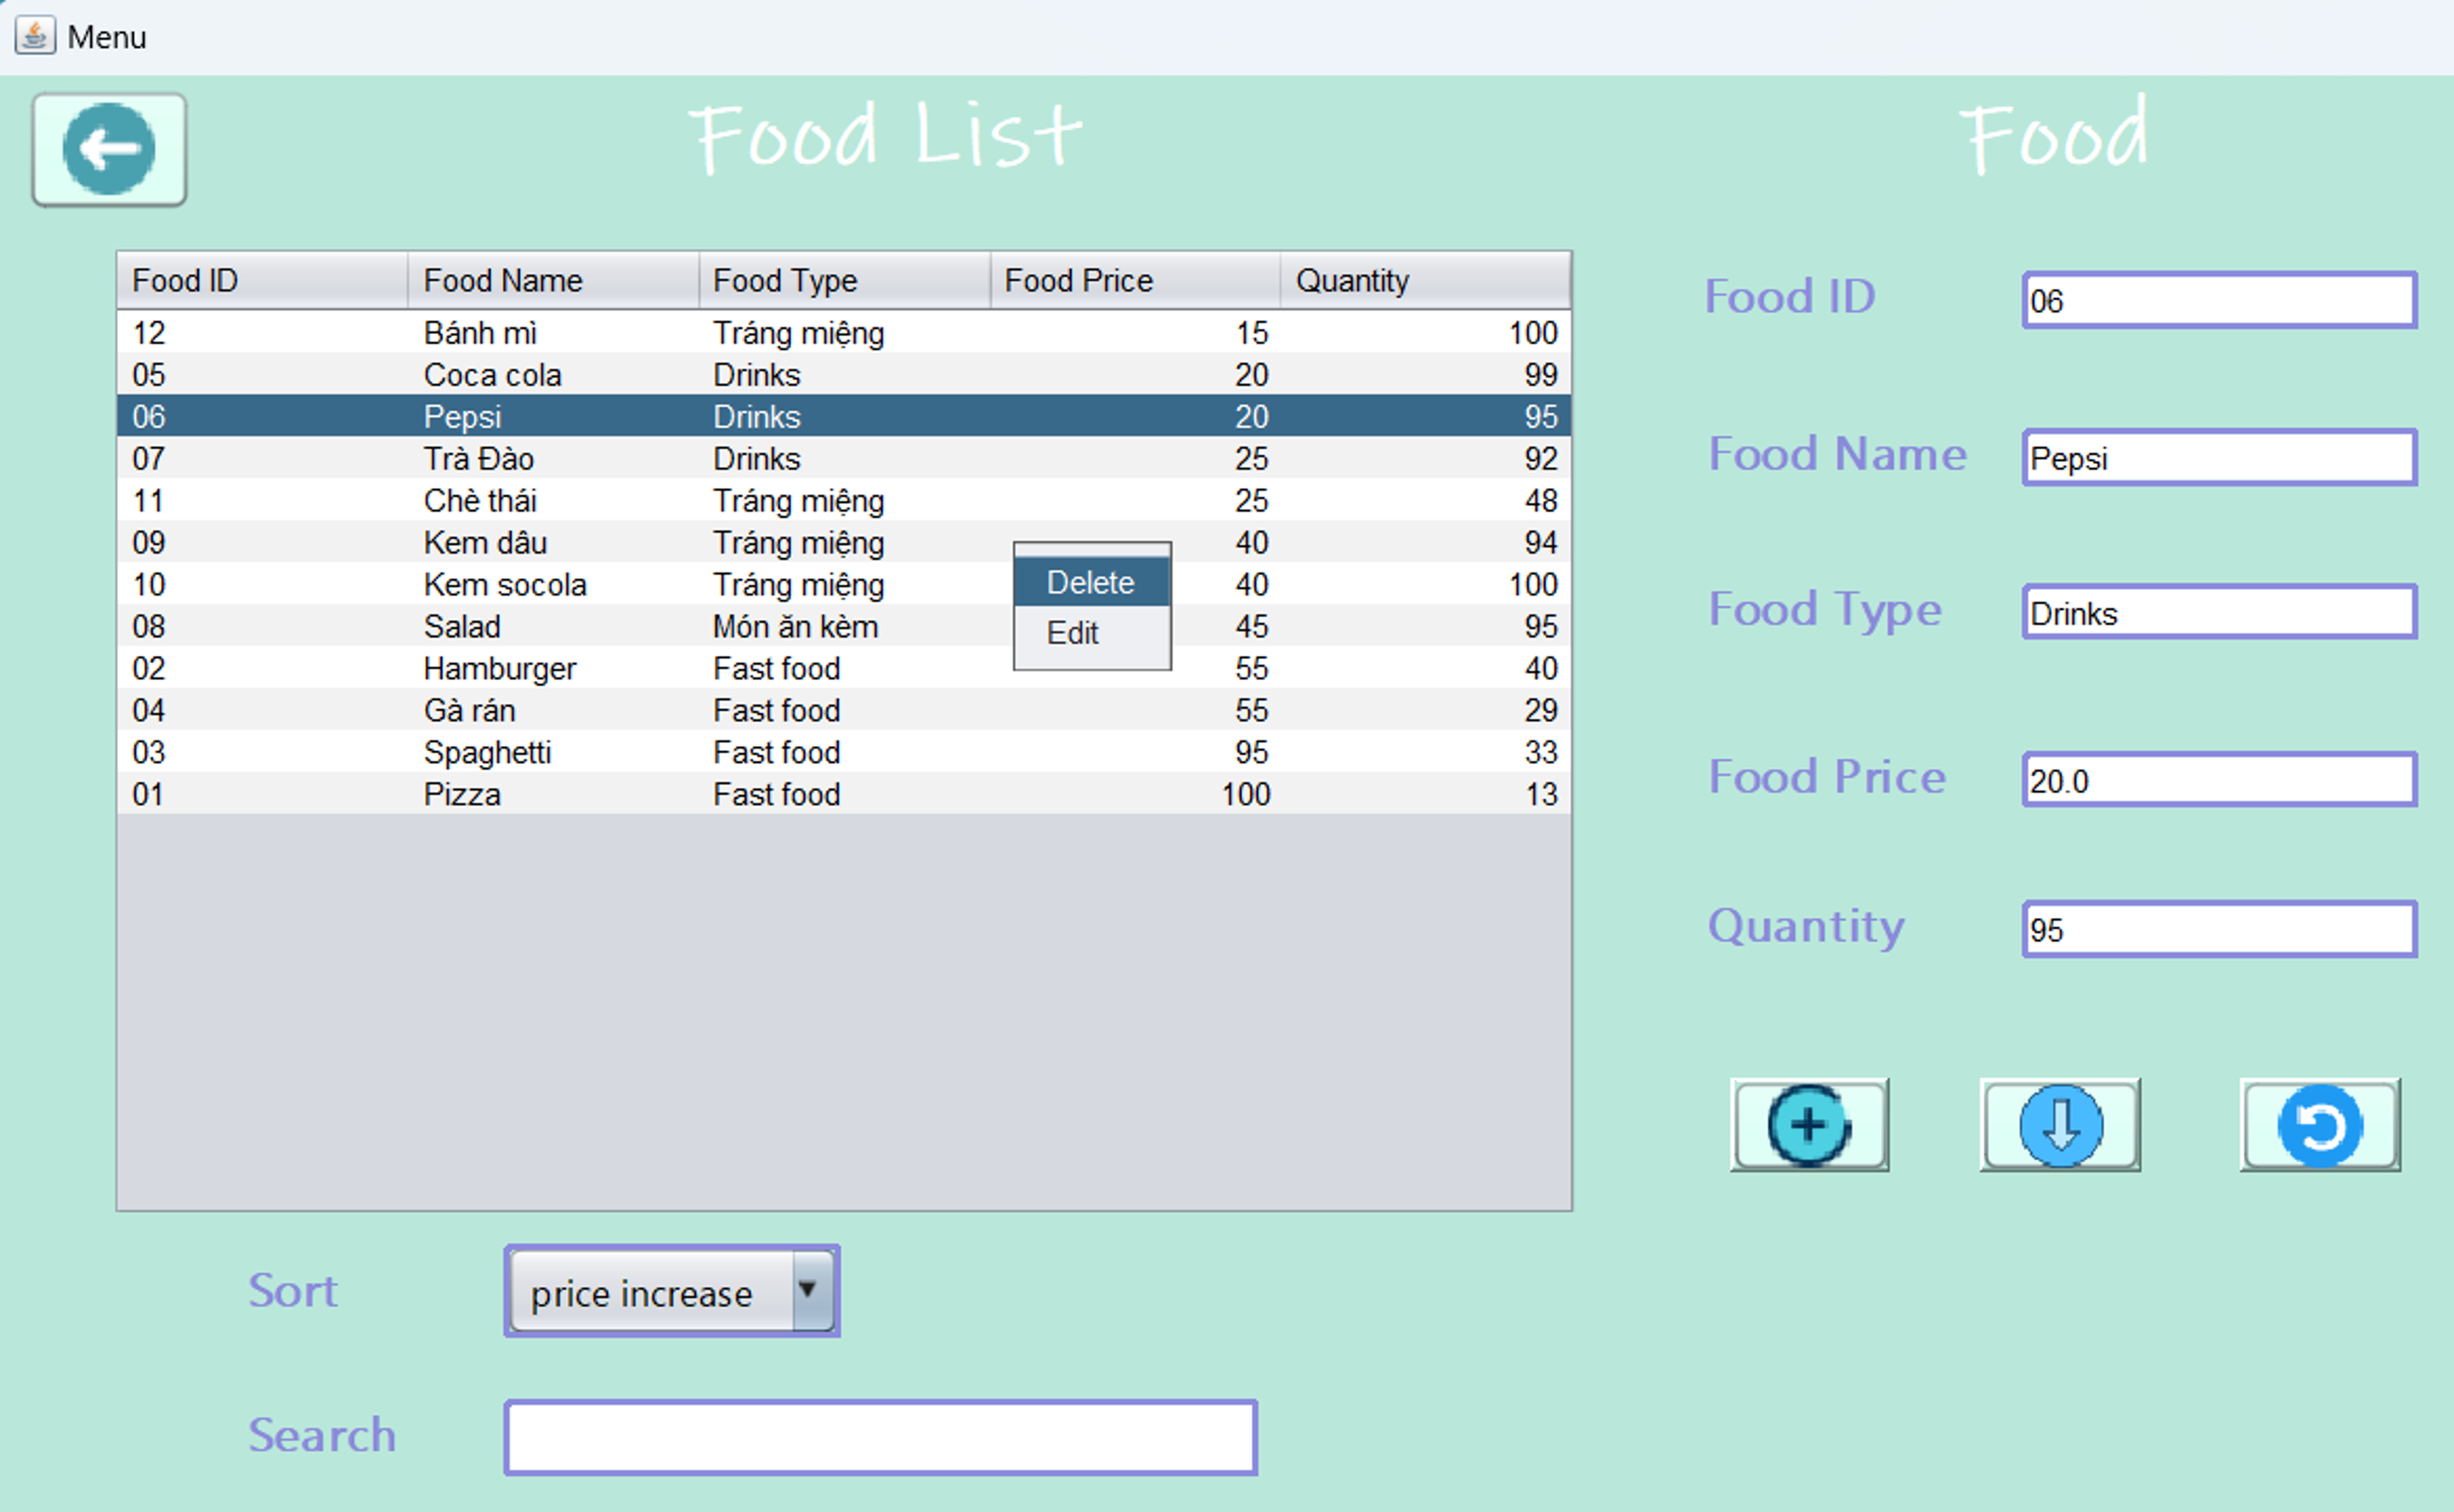 Menu
Food List
Food
Food ID Food Name Food Type Food Price Quantity
12 Bánh mì Tráng miệng 15 100
05 Coca cola Drinks 20 99
06 Pepsi Drinks 20 95
07 Trà Đào Drinks 25 92
11 Chè thái Tráng miệng 25 48
09 Kem dâu Tráng miệng 40 94
10 Kem socola Tráng miệng 40 100
08 Salad Món ăn kèm 45 95
02 Hamburger Fast food 55 40
04 Gà rán Fast food 55 29
03 Spaghetti Fast food 95 33
01 Pizza Fast food 100 13
Delete
Edit
Food ID 06
Food Name Pepsi
Food Type Drinks
Food Price 20.0
Quantity 95
Sort price increase
Search